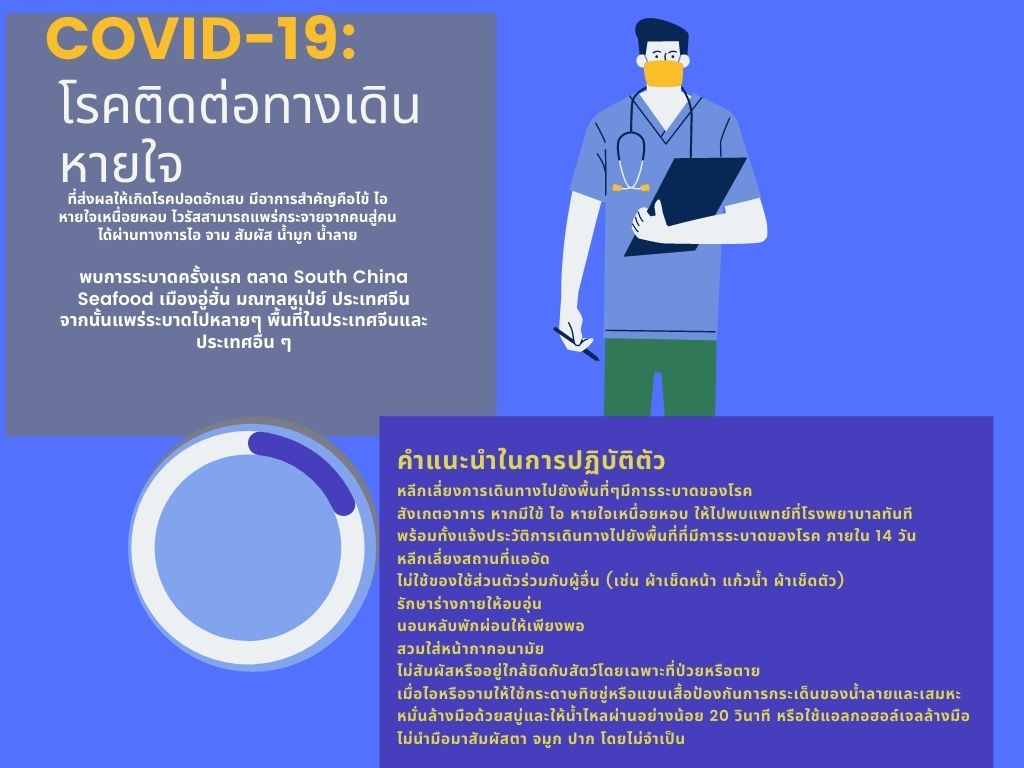 COVID-19:
โรคติดต่อทางเดิน
หายใจ
ที่ส่งผลให้เกิดโรคปอดอักเสบ มีอาการสำคัญคือไข้ ไอ
หายใจเหนื่อยหอบ ไวรัสสามารถแพร่กระจายจากคนสู่คน
ได้ผ่านทางการไอ จาม สัมผัส น้ำมูก น้ำลาย
พบการระบาดครั้งแรก ตลาด South China
Seafood เมืองอู่ฮั่น มณฑลหูเป่ย์ ประเทศจีน
จากนั้นแพร่ระบาดไปหลายๆ พื้นที่ในประเทศจีนและ
ประเทศอื่น ๆ
คำแนะนำในการปฏิบัติตัว
หลีกเลี่ยงการเดินทางไปยังพื้นที่ๆมีการระบาดของโรค
สังเกตอาการ หากมีไข้ ไอ หายใจเหนื่อยหอบ ให้ไปพบแพทย์ที่โรงพยาบาลทันที
พร้อมทั้งแจ้งประวัติการเดินทางไปยังพื้นที่ที่มีการระบาดของโรค ภายใน 14 วัน
หลีกเลี่ยงสถานที่แออัด
ไม่ใช้ของใช้ส่วนตัวร่วมกับผู้อื่น (เช่น ผ้าเช็ดหน้า แก้วน้ำ ผ้าเช็ดตัว)
รักษาร่างกายให้อบอุ่น
นอนหลับพักผ่อนให้เพียงพอ
สวมใส่หน้ากากอนามัย
ไม่สัมผัสหรืออยู่ใกล้ชิดกับสัตว์โดยเฉพาะที่ป่วยหรือตาย
เมื่อไอหรือจามให้ใช้กระดาษทิชชู่หรือแขนเสื้อป้องกันการกระเด็นของน้ำลายและเสมหะ
หมั่นล้างมือด้วยสบู่และให้น้ำไหลผ่านอย่างน้อย 20 วินาที หรือใช้แอลกอฮอล์เจลล้างมือ
ไม่นำมือมาสัมผัสตา จมูก ปาก โดยไม่จำเป็น